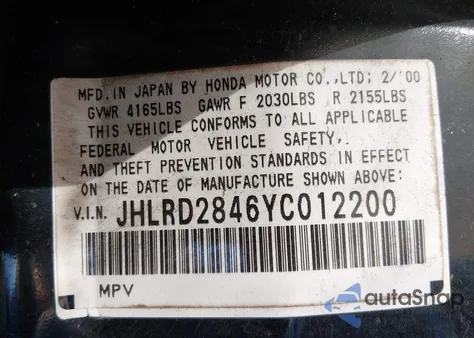 MFD. IN JAPAN BY HONDA MOTOR CO., LTD; 2/'00
GVWR 4165LBS GAWR F 2030LBS R 2155LBS
THIS VEHICLE CONFORMS TO ALL APPLICABLE
FEDERAL MOTOR VEHICLE SAFETY,
AND THEFT PREVENTION STANDARDS IN EFFECT
ON THE DATE OF MANUFACTURE SHOWN ABOVE:
V.I.N. JHLRD2846YC012200
MPV
autaSnap